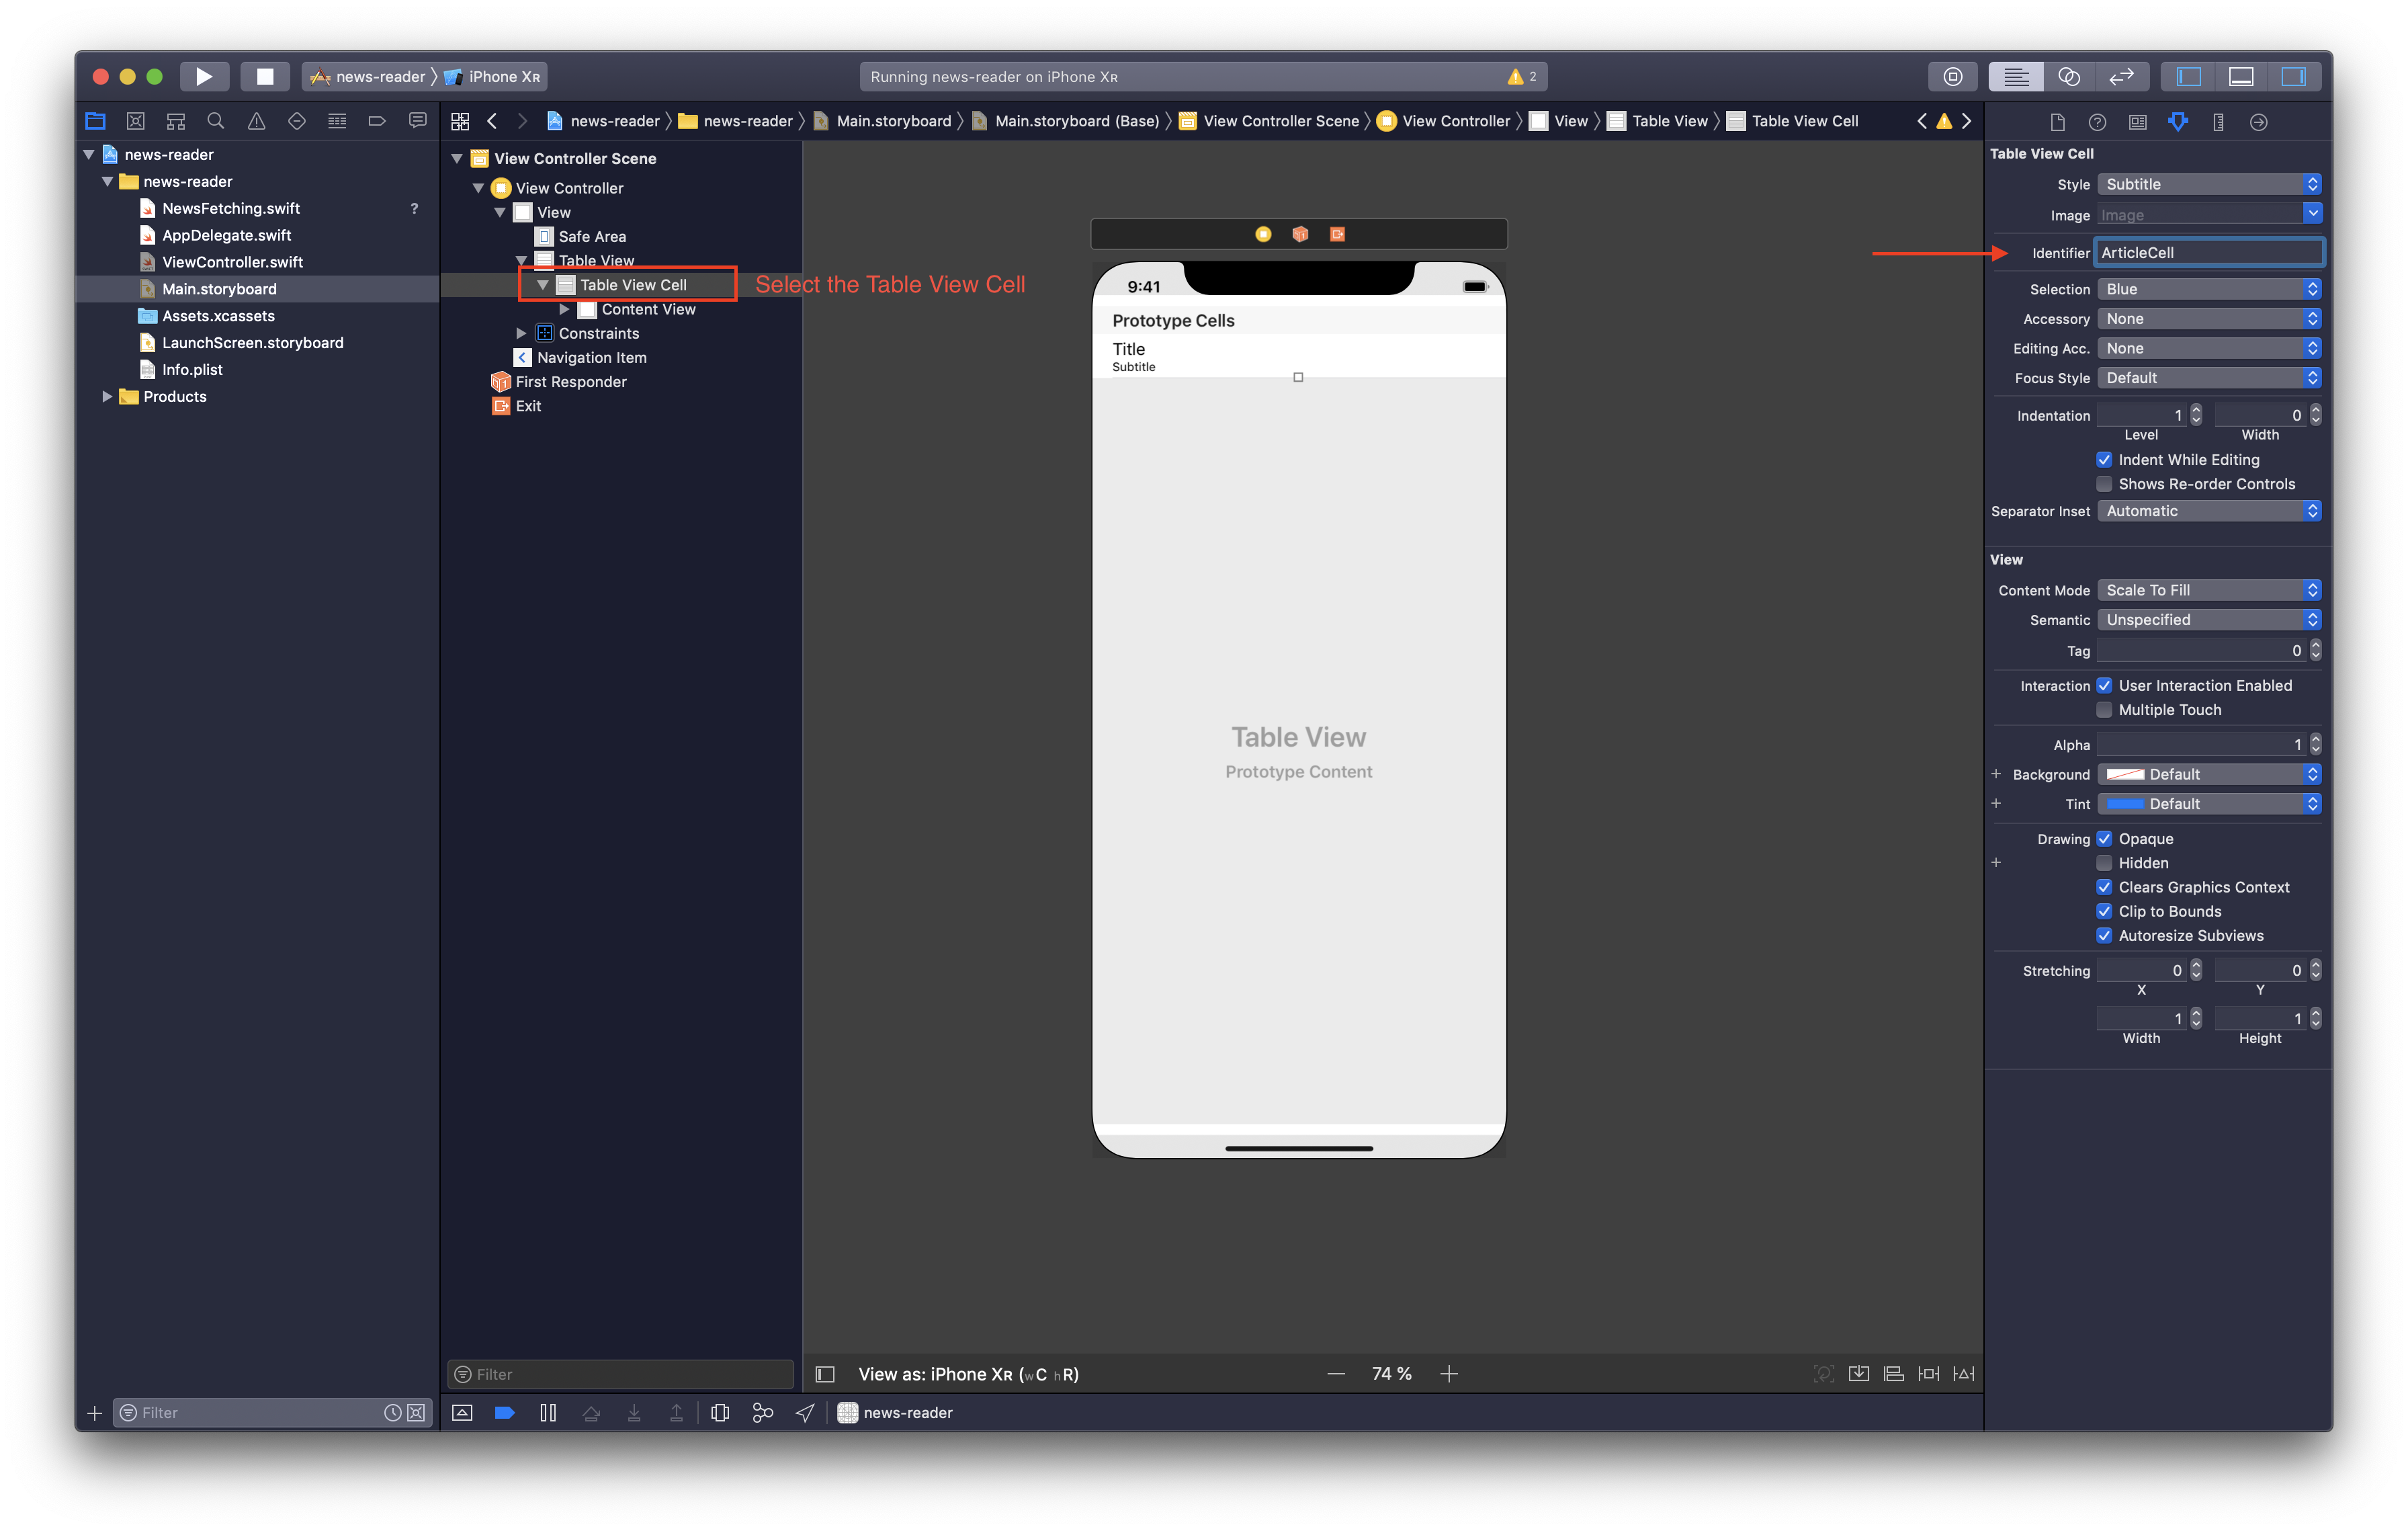 news-reader 〉 iPhone XR
Running news-reader on iPhone XR
2
news-reader 〉 news-reader 〉 Main.storyboard 〉 Main.storyboard (Base) 〉 View Controller Scene 〉 View Controller 〉 View 〉 Table View 〉 Table View Cell
news-reader
news-reader
NewsFetching.swift ?
AppDelegate.swift
ViewController.swift
Main.storyboard
Assets.xcassets
LaunchScreen.storyboard
Info.plist
Products
Filter
View Controller Scene
View Controller
View
Safe Area
Table View
Table View Cell
Content View
Constraints
Navigation Item
First Responder
Exit
Filter
Select the Table View Cell
9:41
Prototype Cells
Title
Subtitle
Table View
Prototype Content
View as: iPhone XR (wC hR)
74 %
news-reader
Table View Cell
Style Subtitle
Image Image
Identifier ArticleCell
Selection Blue
Accessory None
Editing Acc. None
Focus Style Default
Indentation 1 0
Level Width
Indent While Editing
Shows Re-order Controls
Separator Inset Automatic
View
Content Mode Scale To Fill
Semantic Unspecified
Tag 0
Interaction User Interaction Enabled
Multiple Touch
Alpha 1
+ Background Default
+ Tint Default
Drawing Opaque
+ Hidden
Clears Graphics Context
Clip to Bounds
Autoresize Subviews
Stretching 0 0
X Y
1 1
Width Height